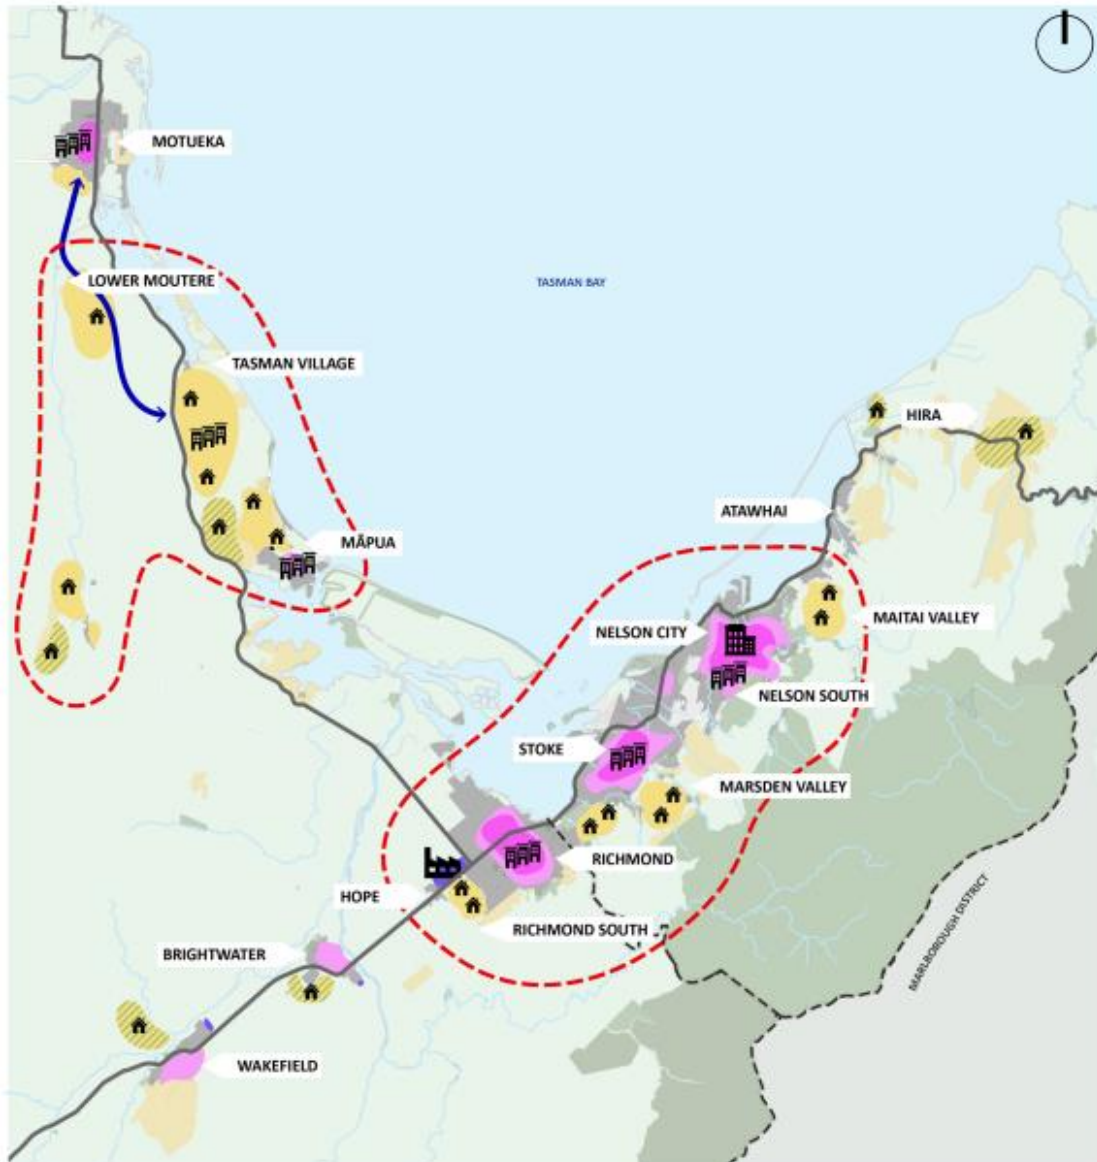 MOTUEKA
LOWER MOUTERE
TASMAN BAY
TASMAN VILLAGE
HIRA
ATAWHAI
MĀPUA
MAITAI VALLEY
NELSON CITY
NELSON SOUTH
STOKE
MARSDEN VALLEY
RICHMOND
HOPE
RICHMOND SOUTH
MARLBOROUGH DISTRICT
BRIGHTWATER
WAKEFIELD